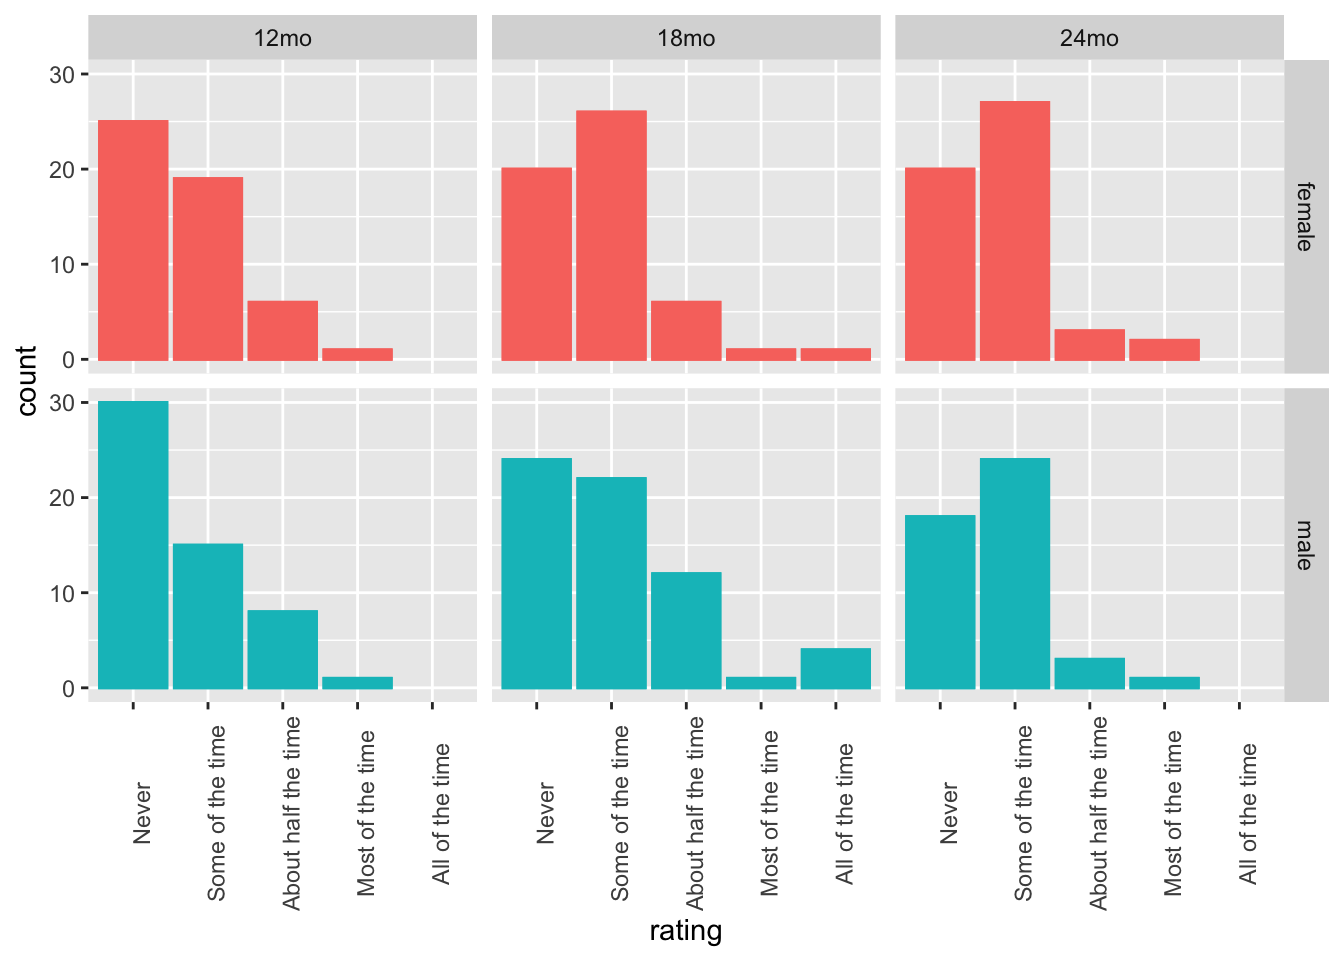 12mo
18mo
24mo
30
20
10
0
female
30
20
10
0
male
count
Never
Some of the time
About half the time
Most of the time
All of the time
Never
Some of the time
About half the time
Most of the time
All of the time
Never
Some of the time
About half the time
Most of the time
All of the time
rating